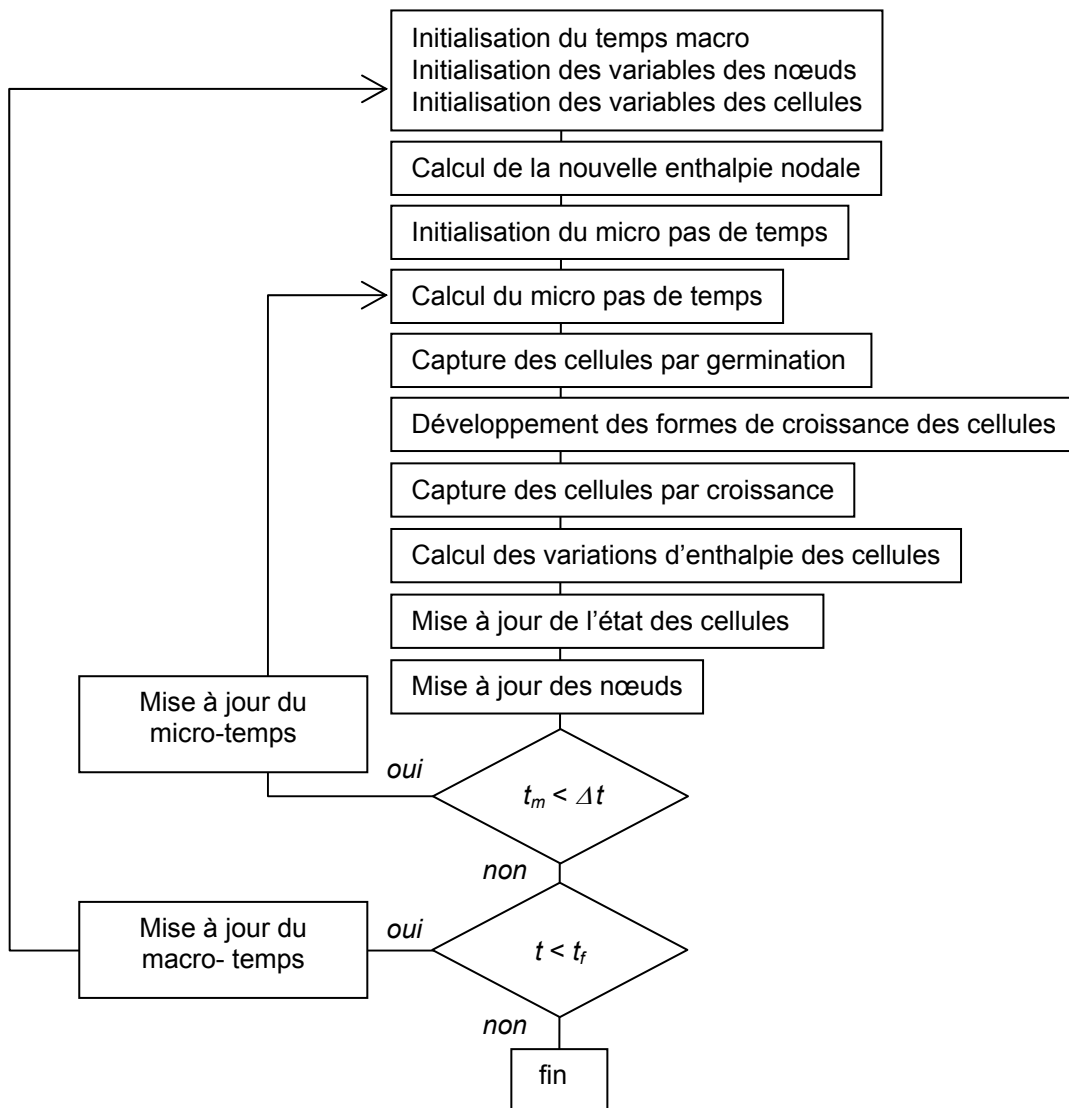 Initialisation du temps macro
Initialisation des variables des nœuds
Initialisation des variables des cellules
Calcul de la nouvelle enthalpie nodale
Initialisation du micro pas de temps
Calcul du micro pas de temps
Capture des cellules par germination
Développement des formes de croissance des cellules
Capture des cellules par croissance
Calcul des variations d’enthalpie des cellules
Mise à jour de l’état des cellules
Mise à jour des nœuds
Mise à jour du
micro-temps
oui
tm < Δt
non
Mise à jour du
macro- temps
oui
t < tf
non
fin